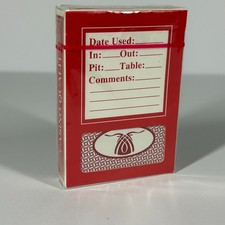 Date Used:
In: Out:
Pit: Table:
Comments: